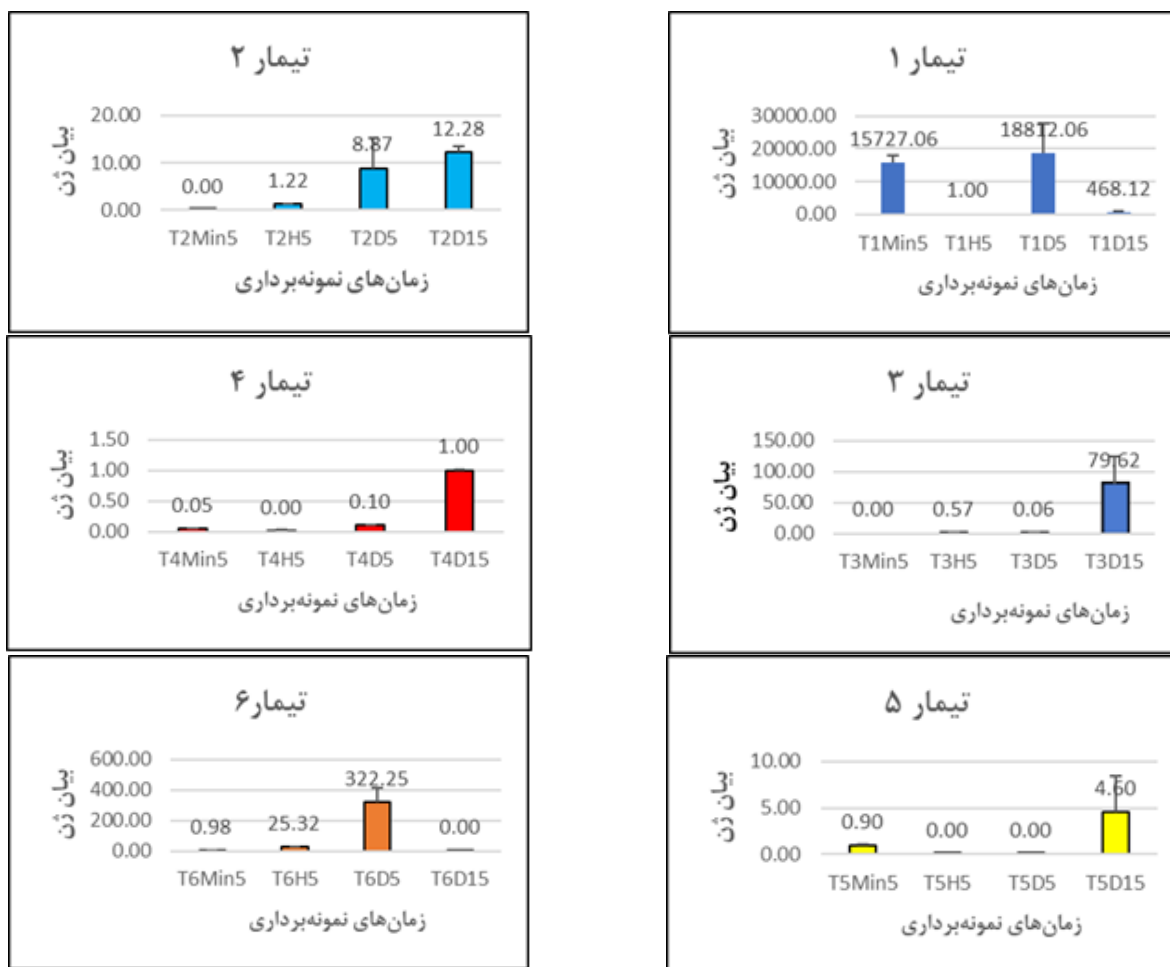 تیمار ۱
بیان ژن
30000.00
20000.00
10000.00
0.00
15727.06
1.00
18812.06
468.12
T1Min5 T1H5 T1D5 T1D15
زمان‌های نمونه‌برداری
تیمار ۲
بیان ژن
20.00
10.00
0.00
0.00
1.22
8.87
12.28
T2Min5 T2H5 T2D5 T2D15
زمان‌های نمونه‌برداری
تیمار ۳
بیان ژن
150.00
100.00
50.00
0.00
0.00
0.57
0.06
79.62
T3Min5 T3H5 T3D5 T3D15
زمان‌های نمونه‌برداری
تیمار ۴
بیان ژن
1.50
1.00
0.50
0.00
0.05
0.00
0.10
1.00
T4Min5 T4H5 T4D5 T4D15
زمان‌های نمونه‌برداری
تیمار ۵
بیان ژن
10.00
5.00
0.00
0.90
0.00
0.00
4.60
T5Min5 T5H5 T5D5 T5D15
زمان‌های نمونه‌برداری
تیمار۶
بیان ژن
600.00
400.00
200.00
0.00
0.98
25.32
322.25
0.00
T6Min5 T6H5 T6D5 T6D15
زمان‌های نمونه‌برداری